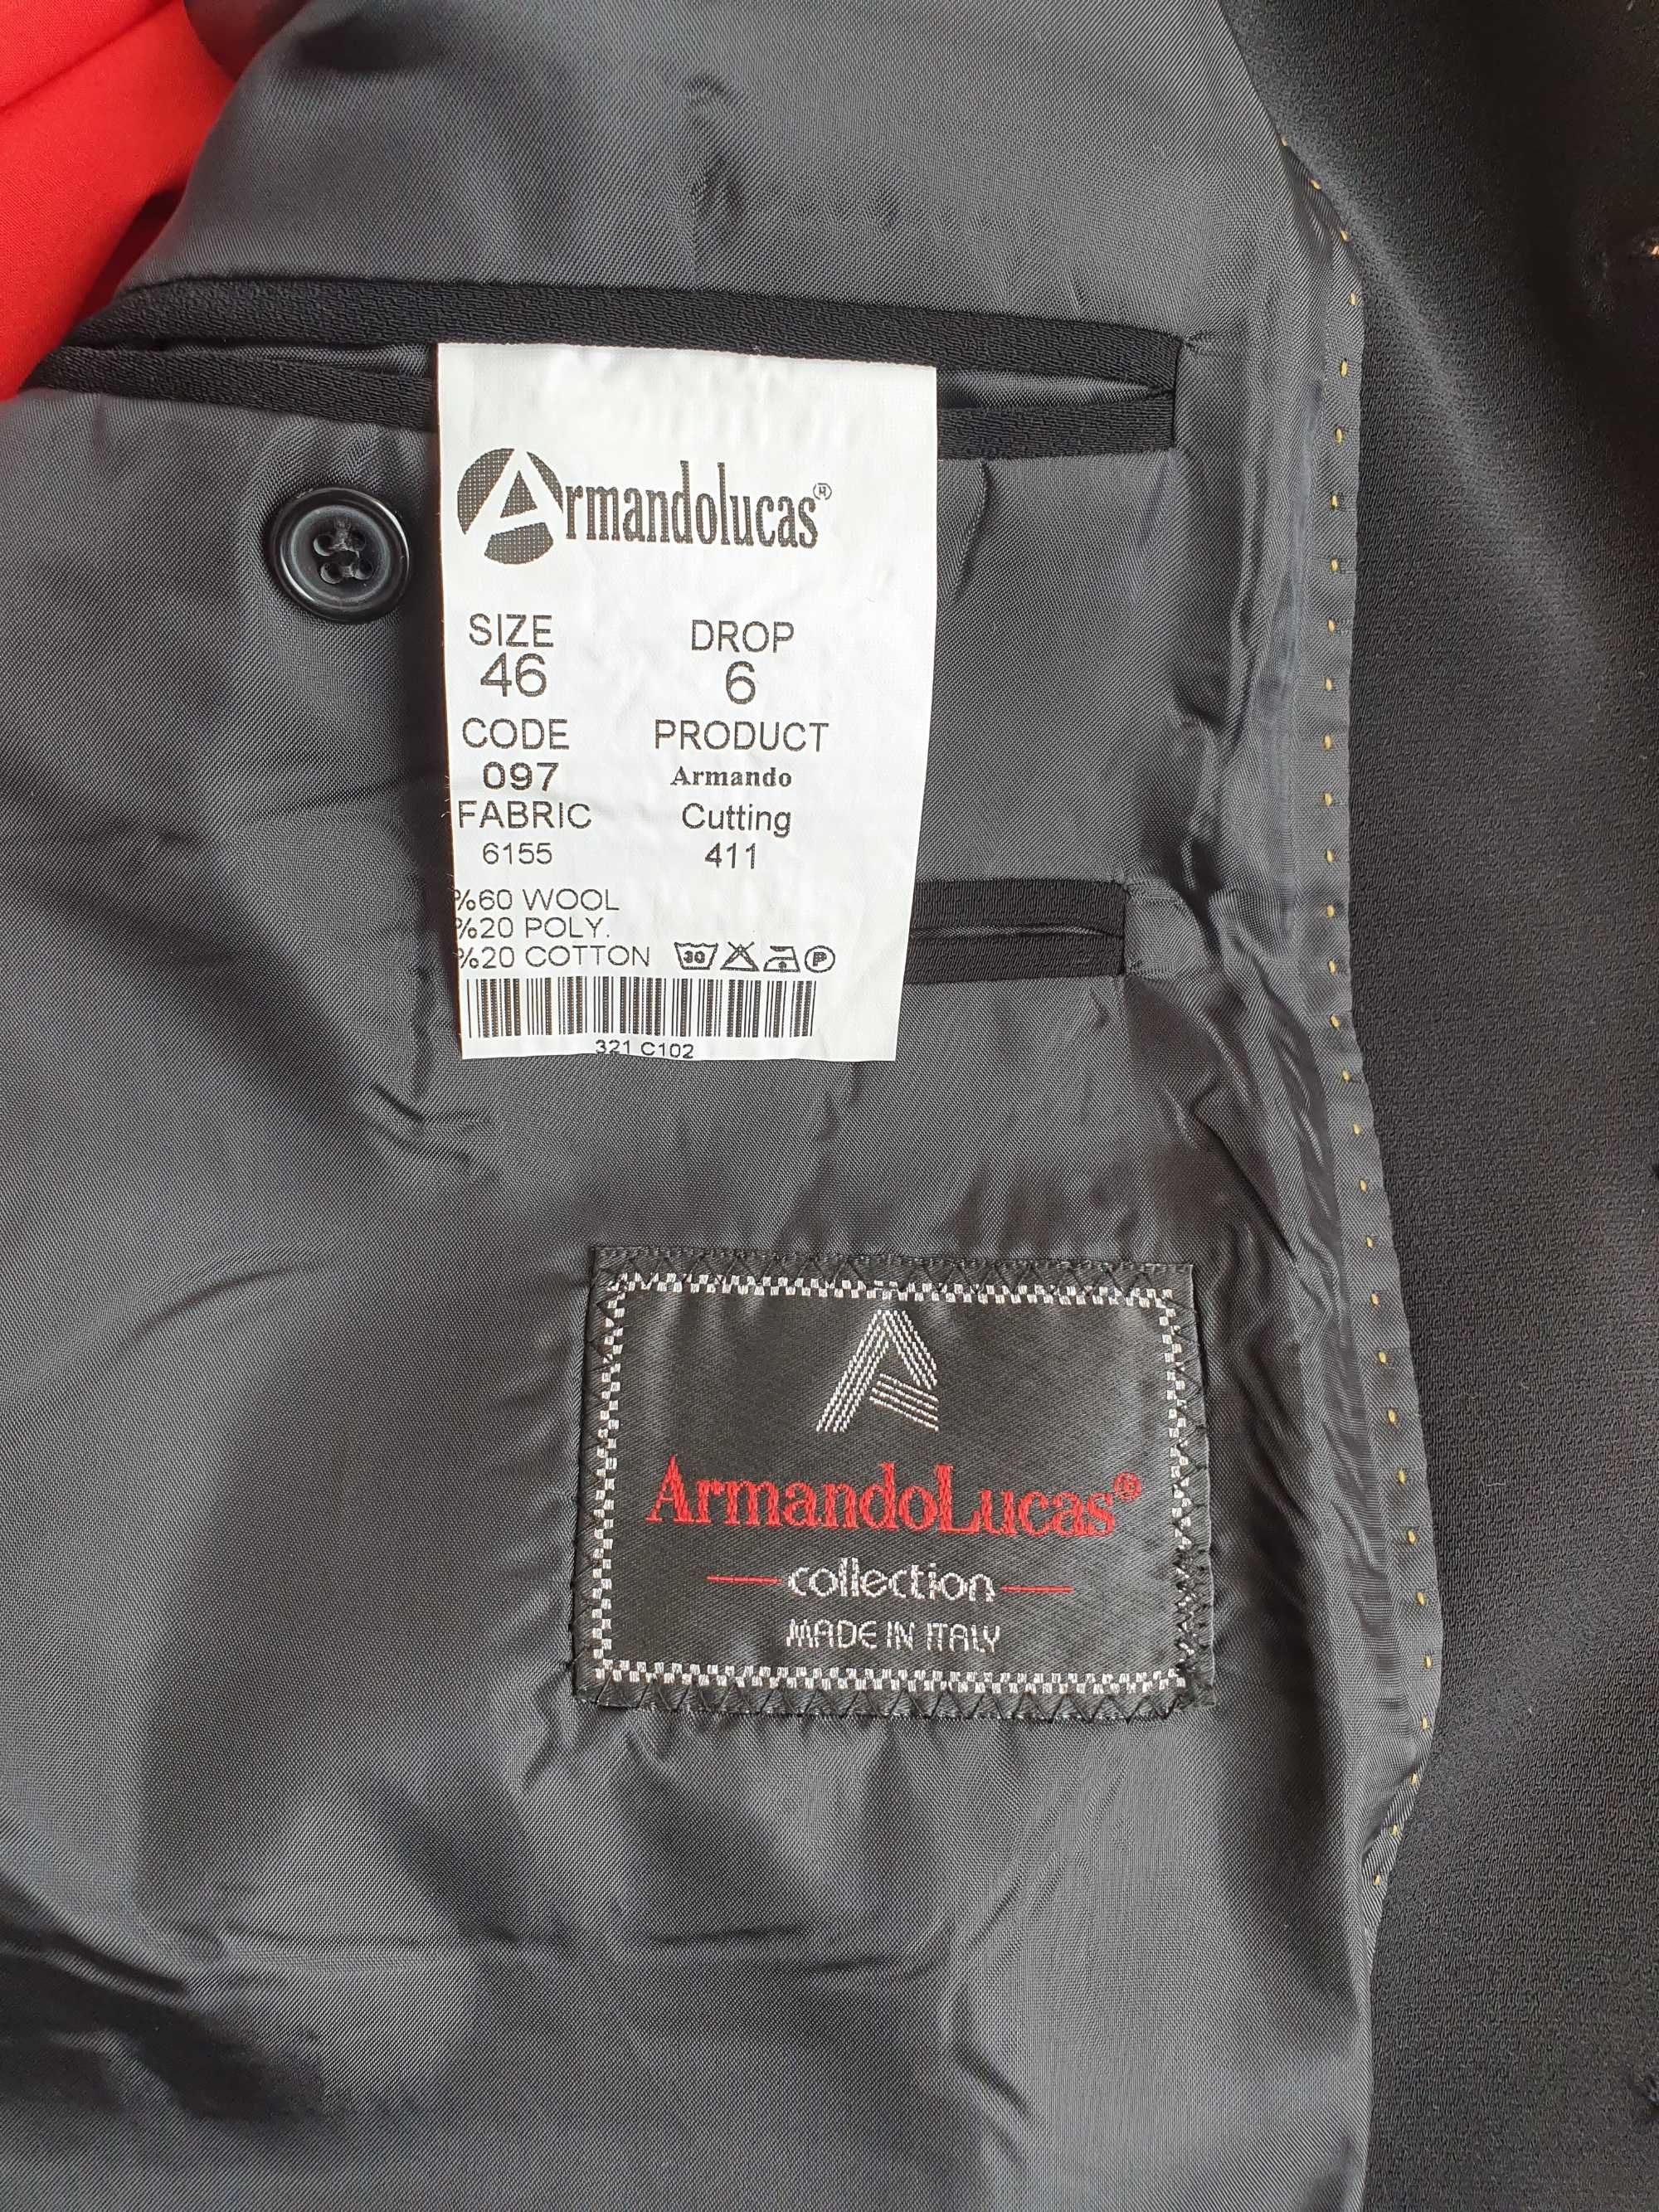 Armandolucas®
SIZE DROP
46 6
CODE PRODUCT
097 Armando
FABRIC Cutting
6155 411
%60 WOOL
%20 POLY.
%20 COTTON 30 P
321 C102
A
ArmandoLucas®
collection
MADE IN ITALY